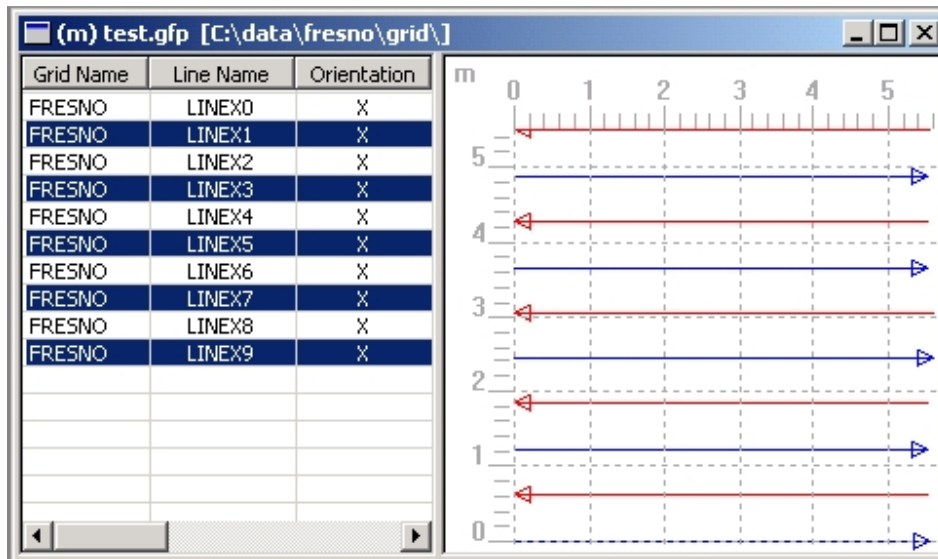 (m) test.gfp [C:\data\fresno\grid\]
Grid Name Line Name Orientation
FRESNO LINEX0 X
FRESNO LINEX1 X
FRESNO LINEX2 X
FRESNO LINEX3 X
FRESNO LINEX4 X
FRESNO LINEX5 X
FRESNO LINEX6 X
FRESNO LINEX7 X
FRESNO LINEX8 X
FRESNO LINEX9 X
m 0 1 2 3 4 5
5
4
3
2
1
0